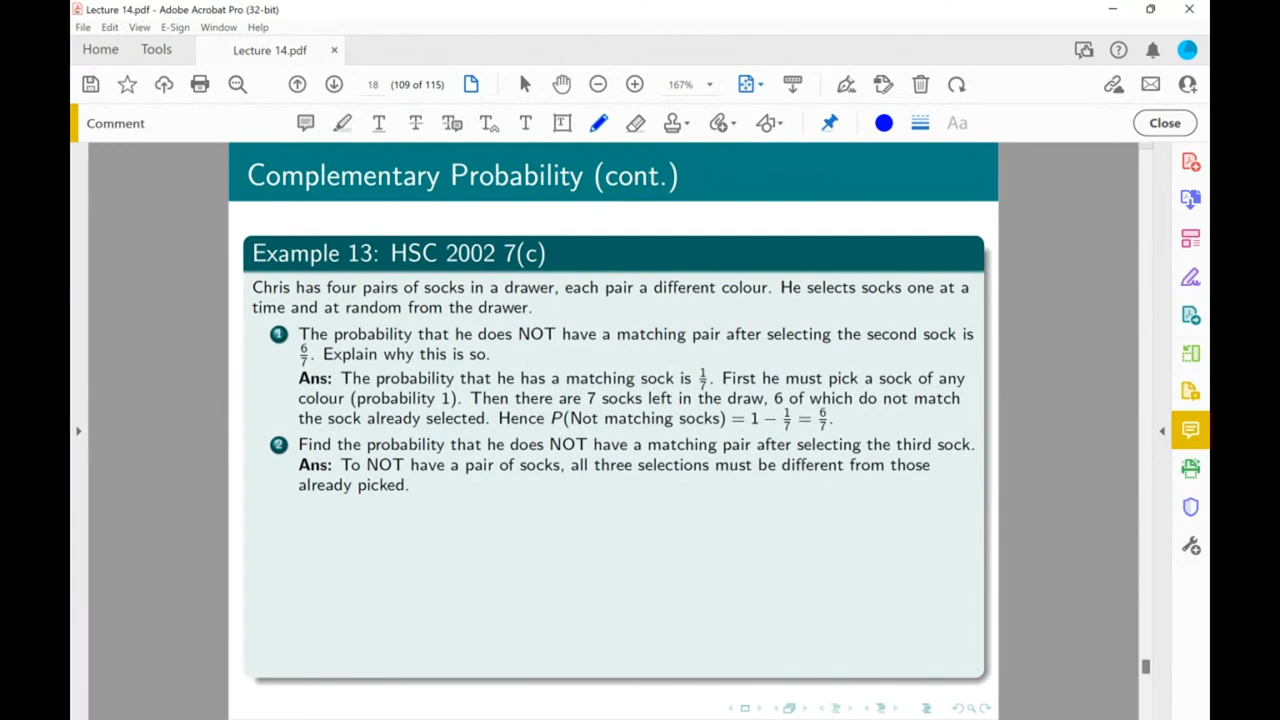 Lecture 14.pdf - Adobe Acrobat Pro (32-bit)
File Edit View E-Sign Window Help
Home Tools Lecture 14.pdf ×
18 (109 of 115) 167%
Comment Aa Close
Complementary Probability (cont.)
Example 13: HSC 2002 7(c)
Chris has four pairs of socks in a drawer, each pair a different colour. He selects socks one at a
time and at random from the drawer.
1 The probability that he does NOT have a matching pair after selecting the second sock is
6/7. Explain why this is so.
Ans: The probability that he has a matching sock is 1/7. First he must pick a sock of any
colour (probability 1). Then there are 7 socks left in the draw, 6 of which do not match
the sock already selected. Hence P(Not matching socks) = 1 − 1/7 = 6/7.
2 Find the probability that he does NOT have a matching pair after selecting the third sock.
Ans: To NOT have a pair of socks, all three selections must be different from those
already picked.